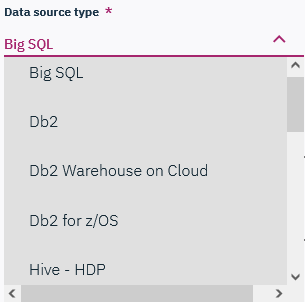 Data source type *
Big SQL
Big SQL
Db2
Db2 Warehouse on Cloud
Db2 for z/OS
Hive - HDP